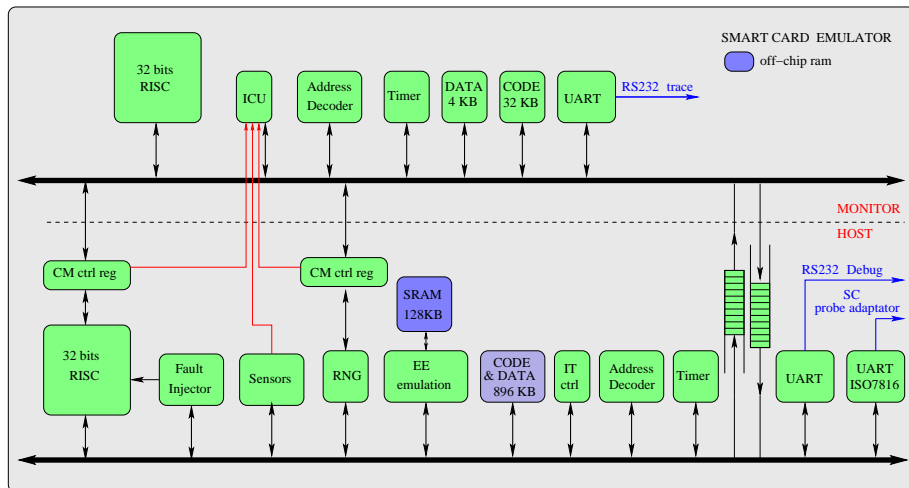 SMART CARD EMULATOR
off-chip ram
32 bits
RISC
ICU
Address
Decoder
Timer
DATA
4 KB
CODE
32 KB
UART
RS232 trace
MONITOR
HOST
CM ctrl reg
CM ctrl reg
RS232 Debug
SC
probe adaptator
SRAM
128KB
32 bits
RISC
Fault
Injector
Sensors
RNG
EE
emulation
CODE
& DATA
896 KB
IT
ctrl
Address
Decoder
Timer
UART
UART
ISO7816